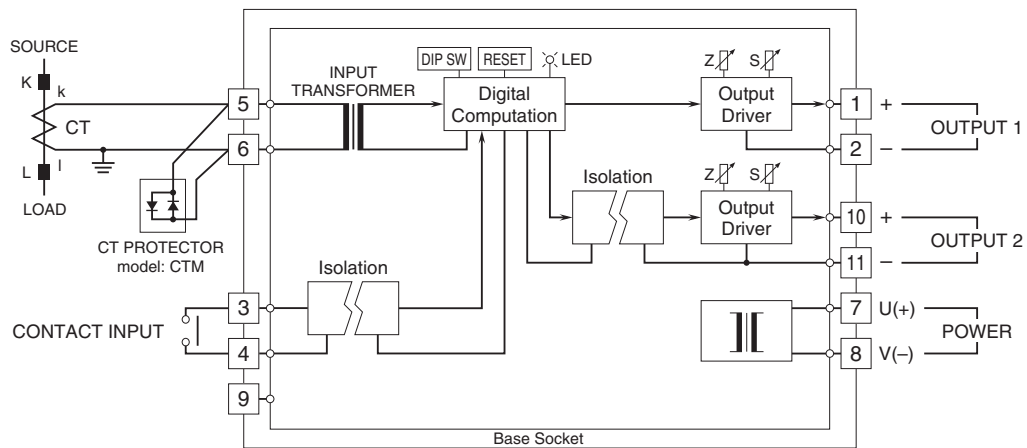 SOURCE
K
k
CT
L
l
LOAD
CT PROTECTOR
model: CTM
CONTACT INPUT
5
6
3
4
9
INPUT
TRANSFORMER
DIP SW
RESET
LED
Digital
Computation
Isolation
Isolation
Z
S
Output
Driver
Z
S
Output
Driver
1
+
2
–
OUTPUT 1
10
+
11
–
OUTPUT 2
7
U(+)
8
V(–)
POWER
Base Socket